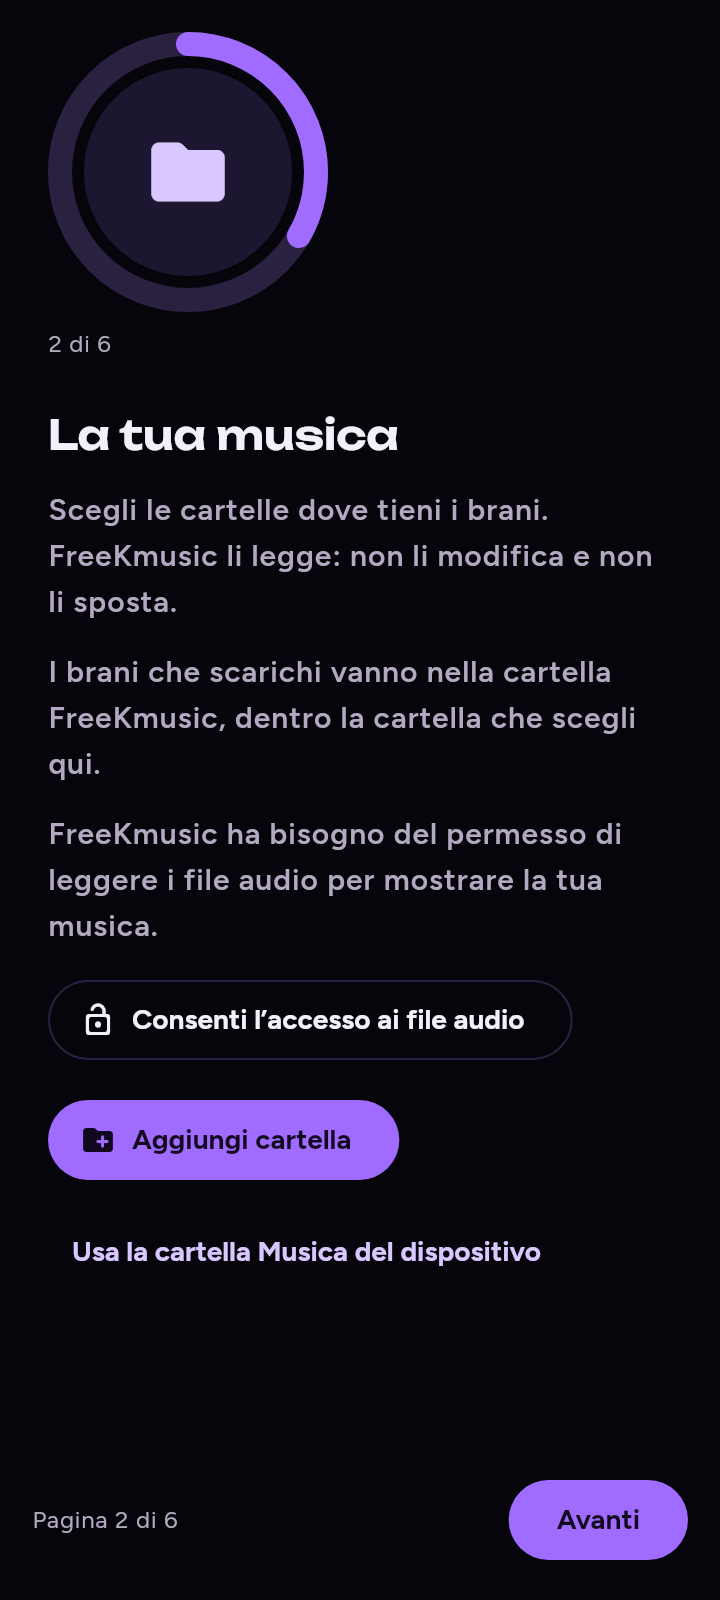 2 di 6
La tua musica
Scegli le cartelle dove tieni i brani.
FreeKmusic li legge: non li modifica e non
li sposta.
I brani che scarichi vanno nella cartella
FreeKmusic, dentro la cartella che scegli
qui.
FreeKmusic ha bisogno del permesso di
leggere i file audio per mostrare la tua
musica.
Consenti l’accesso ai file audio
Aggiungi cartella
Usa la cartella Musica del dispositivo
Pagina 2 di 6
Avanti